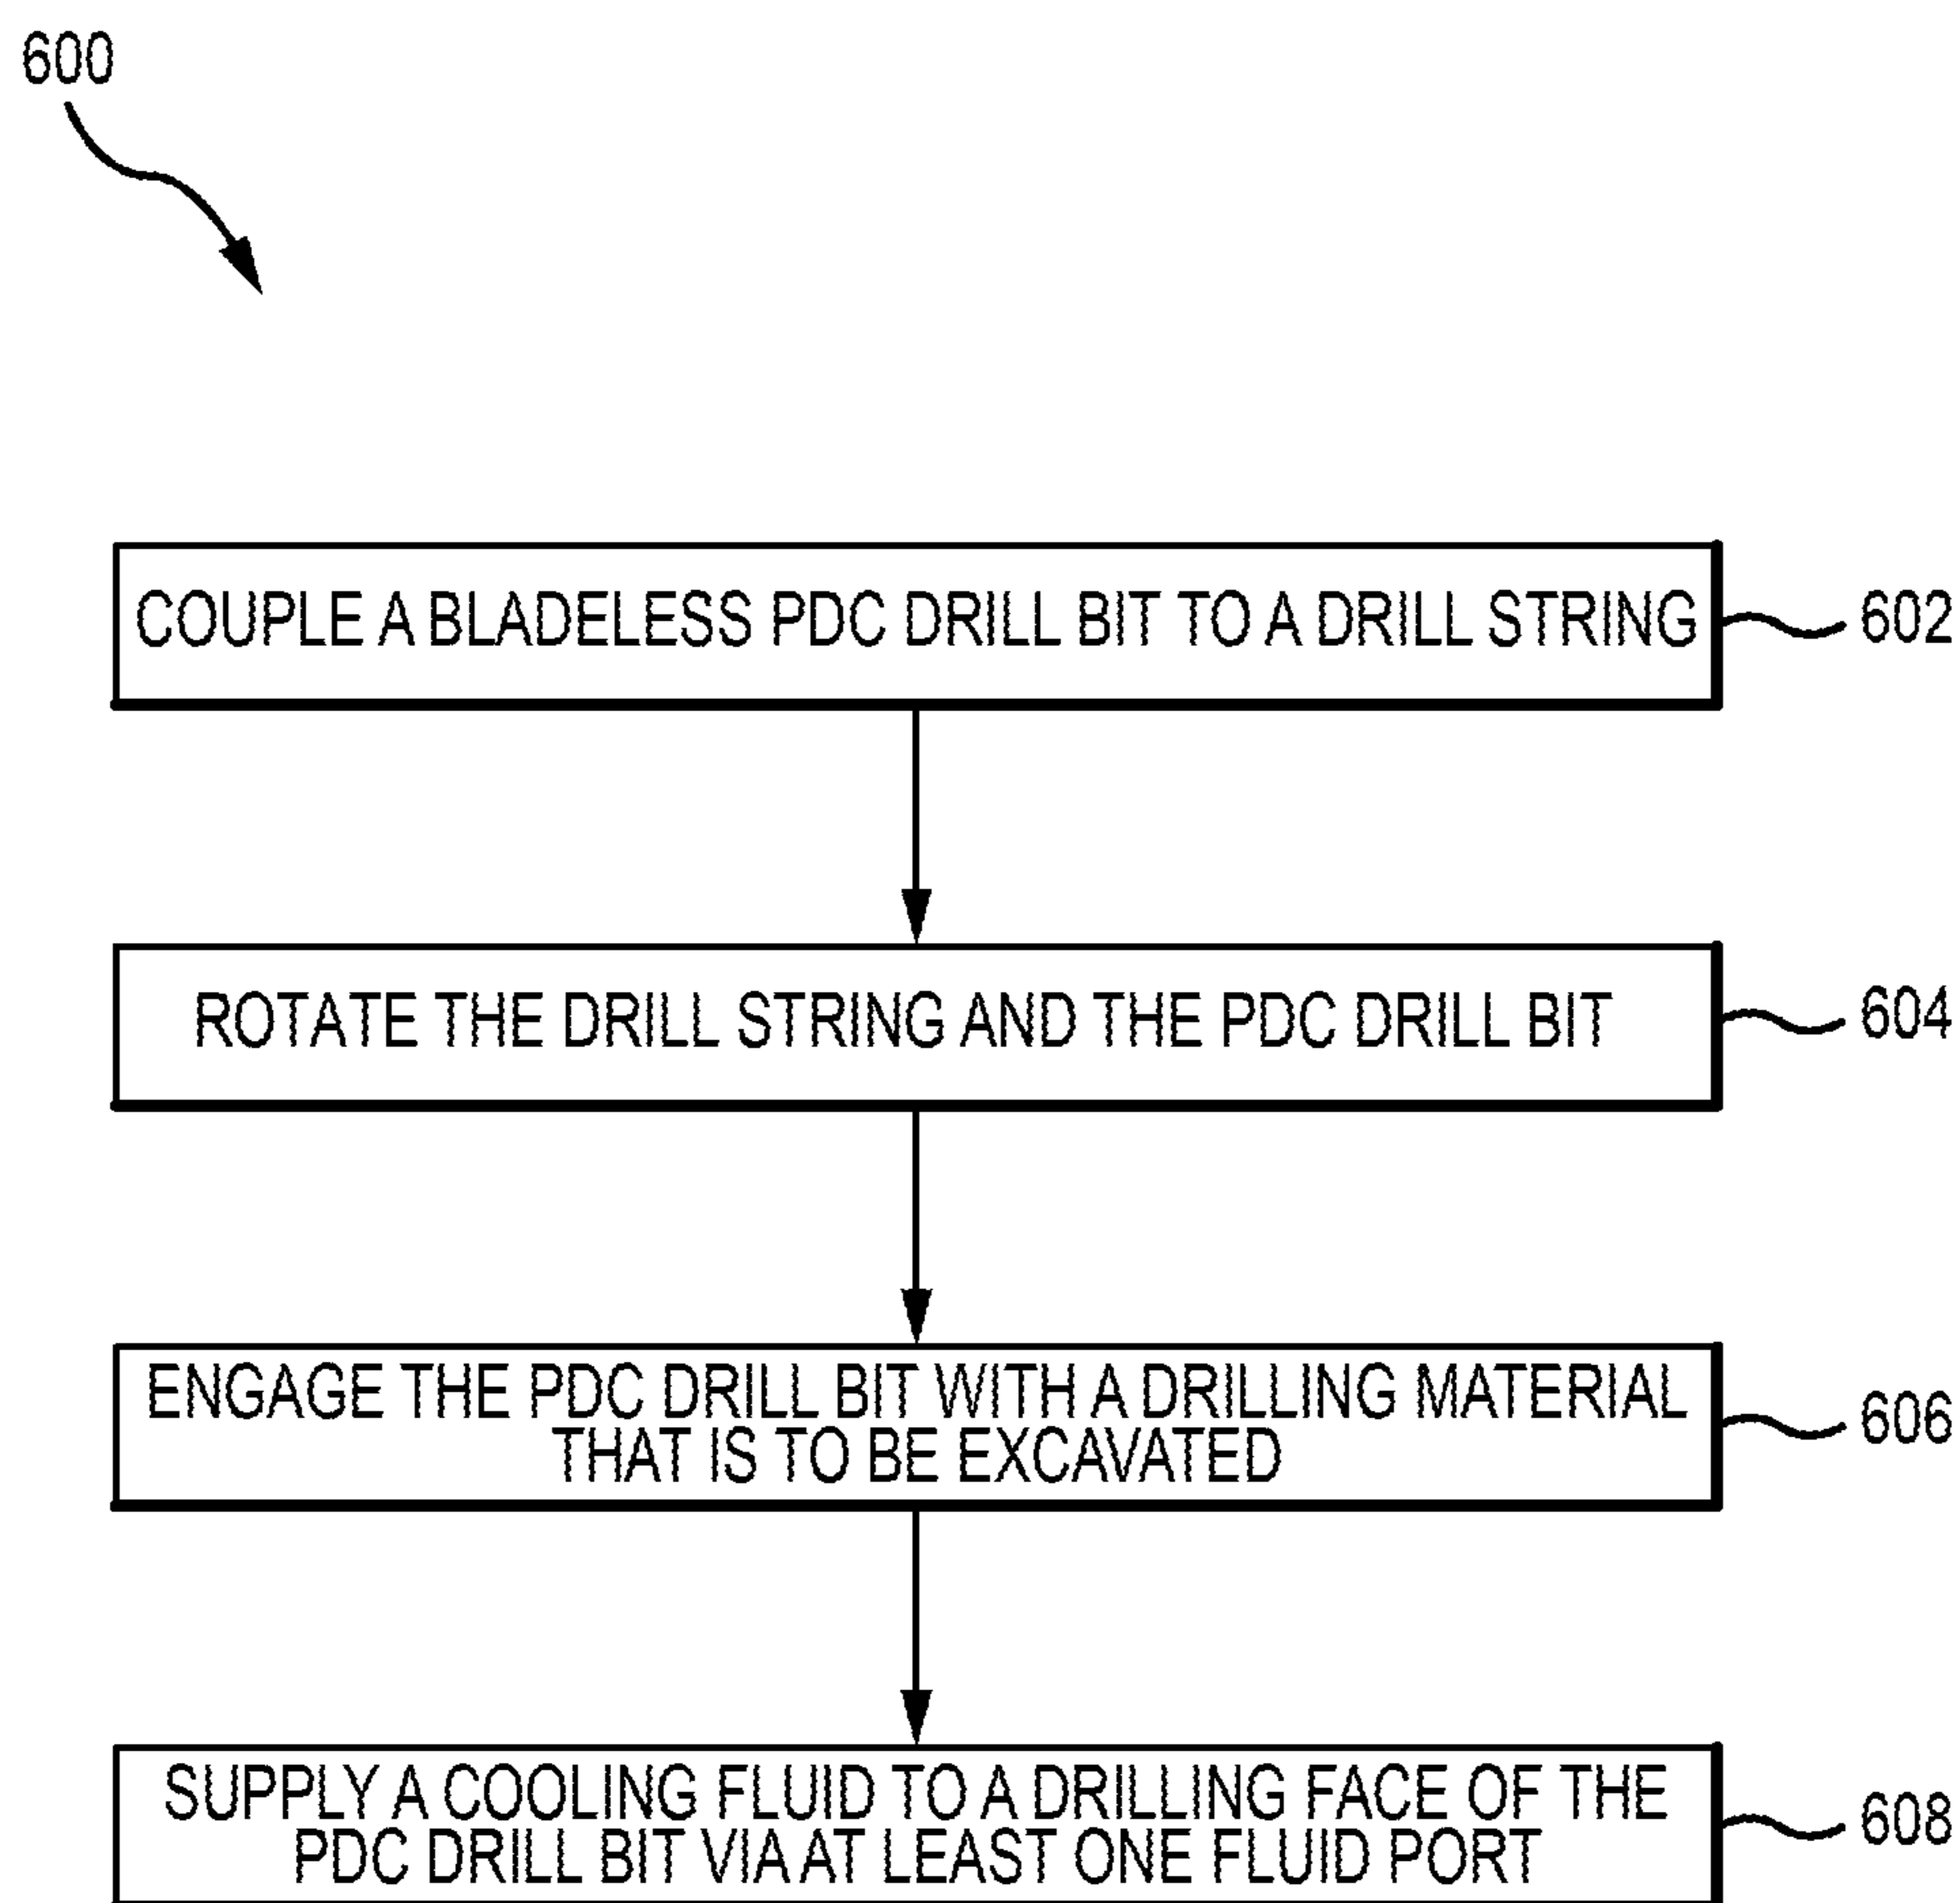 600
COUPLE A BLADELESS PDC DRILL BIT TO A DRILL STRING
602
ROTATE THE DRILL STRING AND THE PDC DRILL BIT
604
ENGAGE THE PDC DRILL BIT WITH A DRILLING MATERIAL
THAT IS TO BE EXCAVATED
606
SUPPLY A COOLING FLUID TO A DRILLING FACE OF THE
PDC DRILL BIT VIA AT LEAST ONE FLUID PORT
608